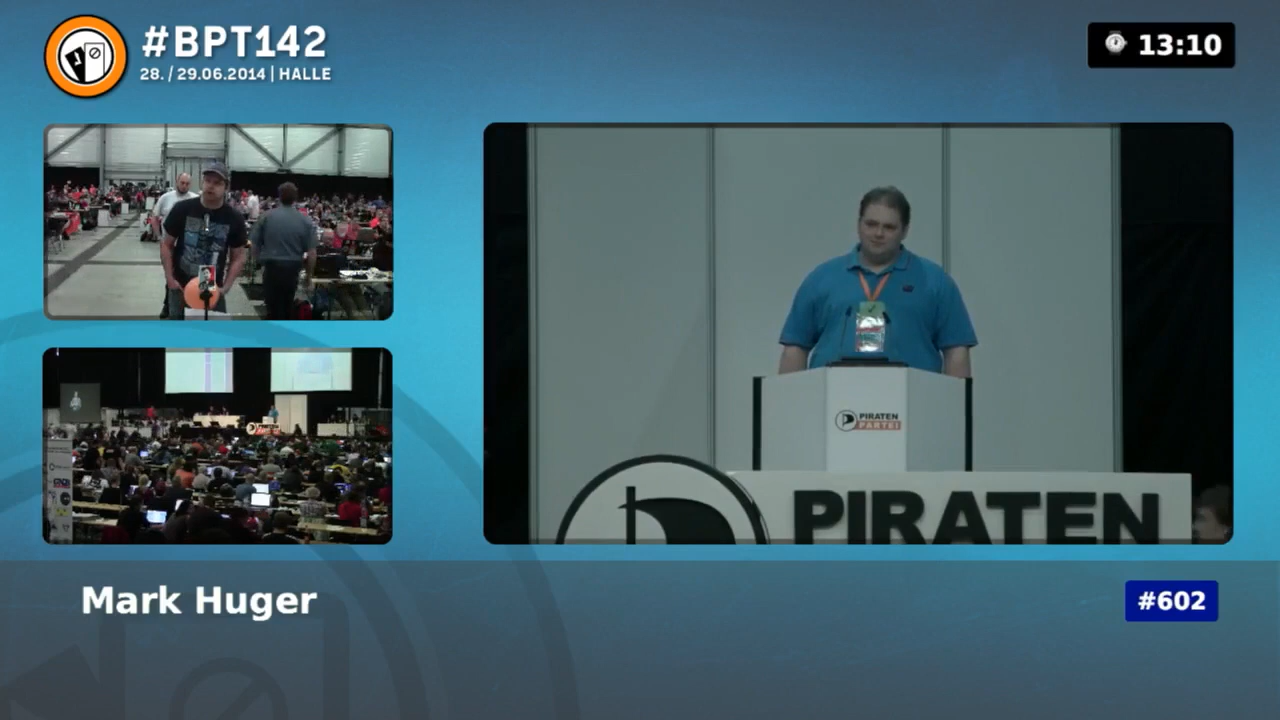 #BPT142
28. / 29.06.2014 | HALLE
13:10
PIRATEN
PARTEI
PIRATEN
Mark Huger
#602